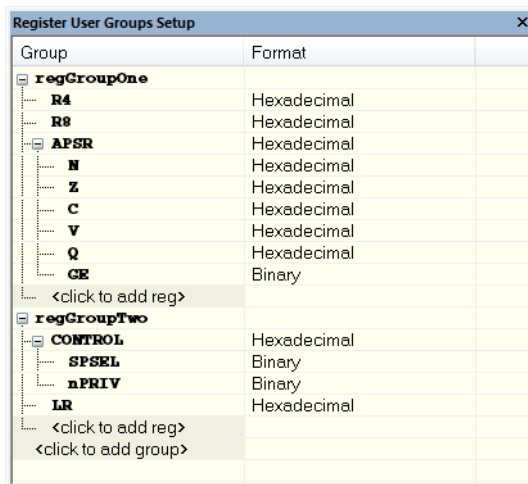 Register User Groups Setup
Group Format
regGroupOne
R4 Hexadecimal
R8 Hexadecimal
APSR Hexadecimal
N Hexadecimal
Z Hexadecimal
C Hexadecimal
V Hexadecimal
Q Hexadecimal
GE Binary
<click to add reg>
regGroupTwo
CONTROL Hexadecimal
SPSEL Binary
nPRIV Binary
LR Hexadecimal
<click to add reg>
<click to add group>